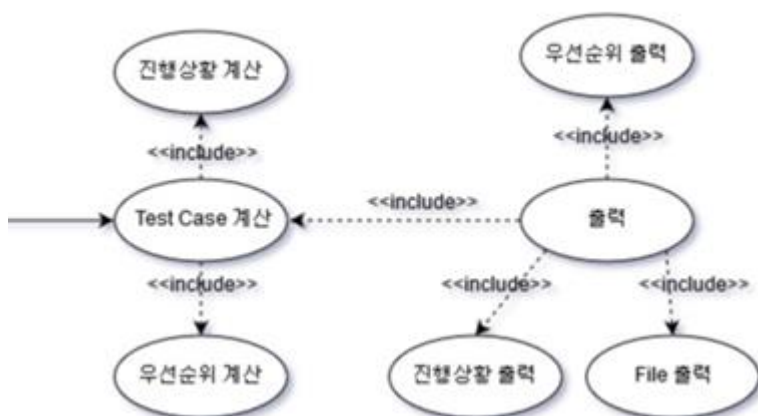 진행상황 계산
우선순위 출력
<<include>>
<<include>>
<<include>>
Test Case 계산
출력
<<include>>
<<include>>
<<include>>
우선순위 계산
진행상황 출력
File 출력